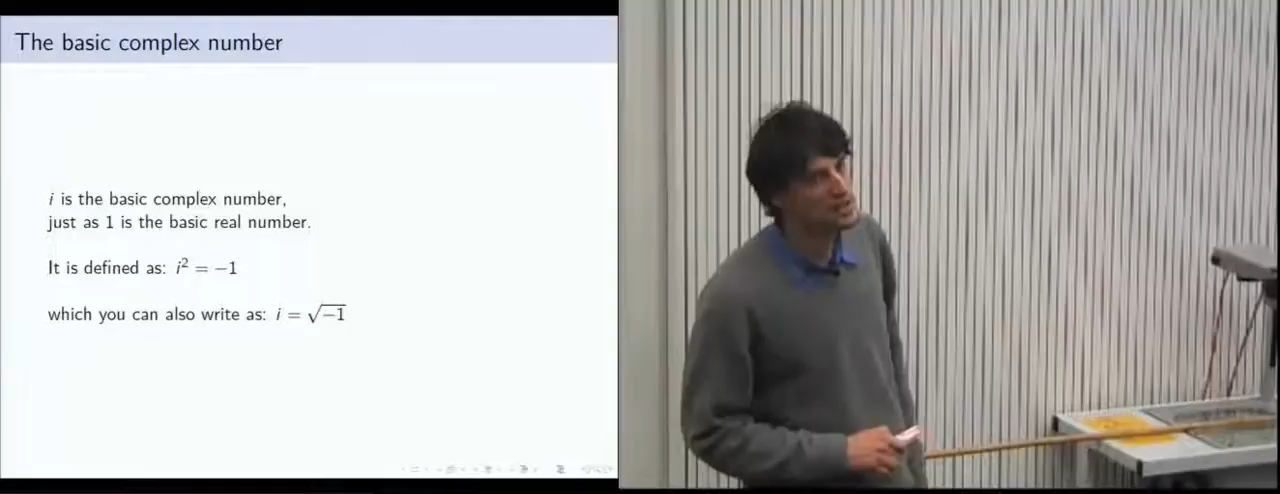 The basic complex number
i is the basic complex number,
just as 1 is the basic real number.
It is defined as: i² = −1
which you can also write as: i = √−1